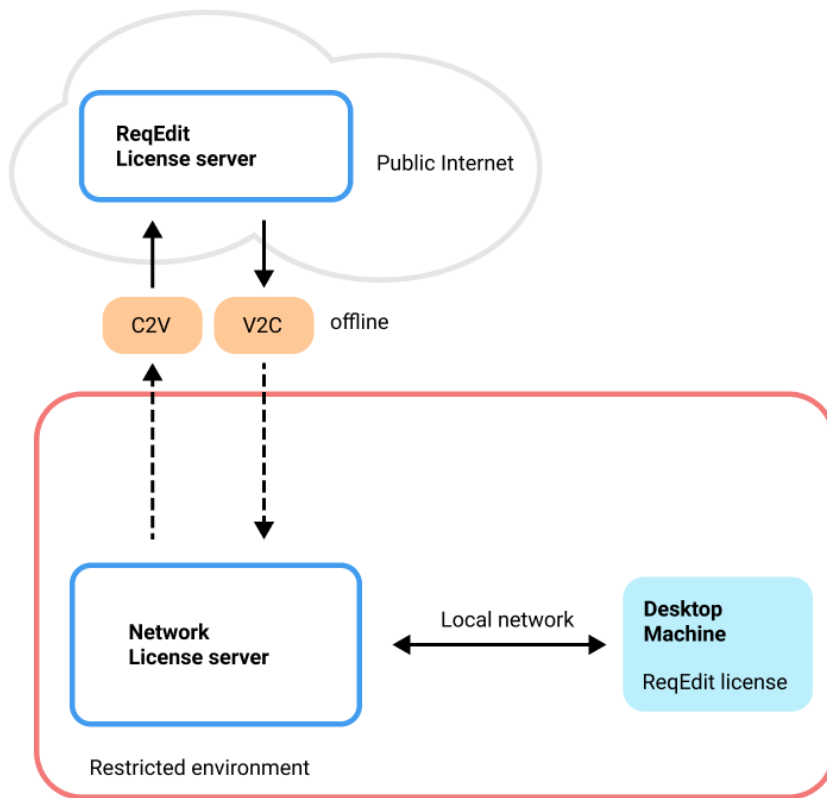 ReqEdit
License server
Public Internet
C2V
V2C
offline
Network
License server
Local network
Desktop
Machine
ReqEdit license
Restricted environment